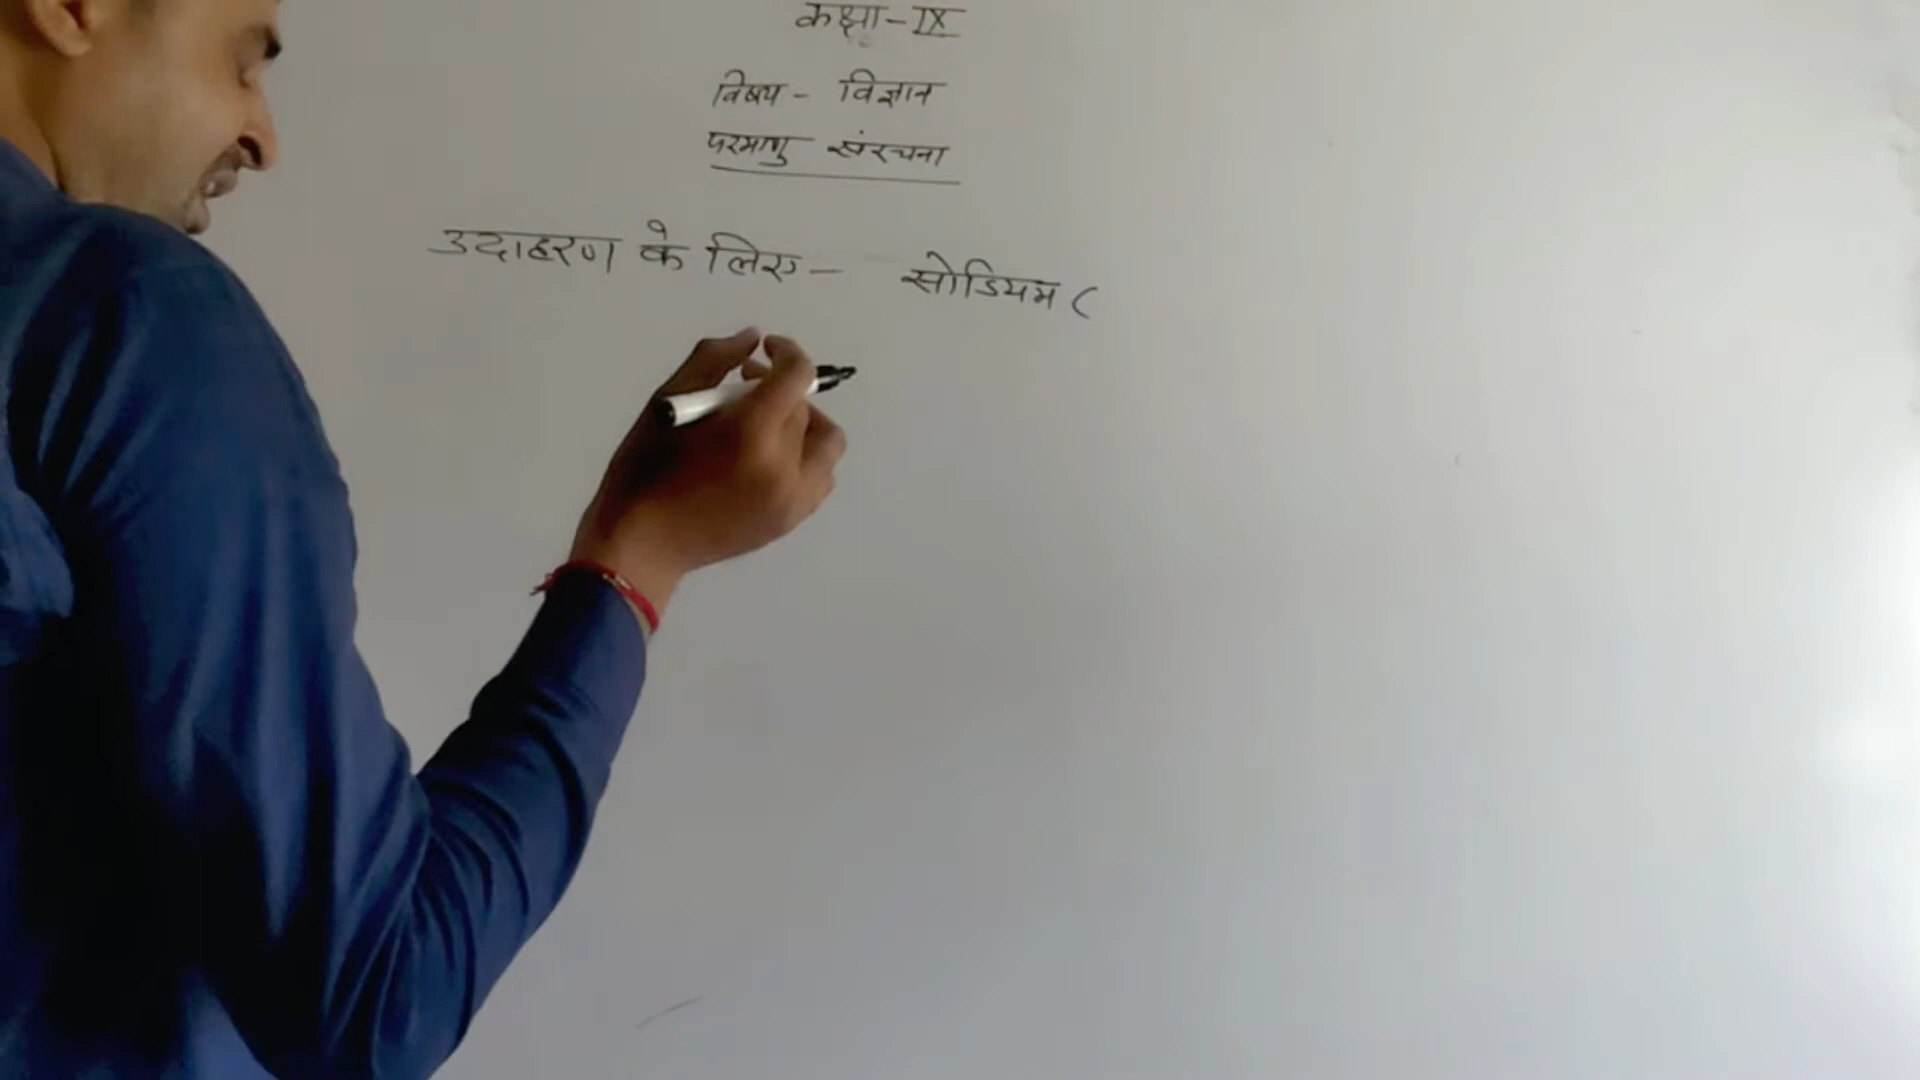 कक्षा - IX
विषय - विज्ञान
परमाणु संरचना
उदाहरण के लिए - सोडियम (